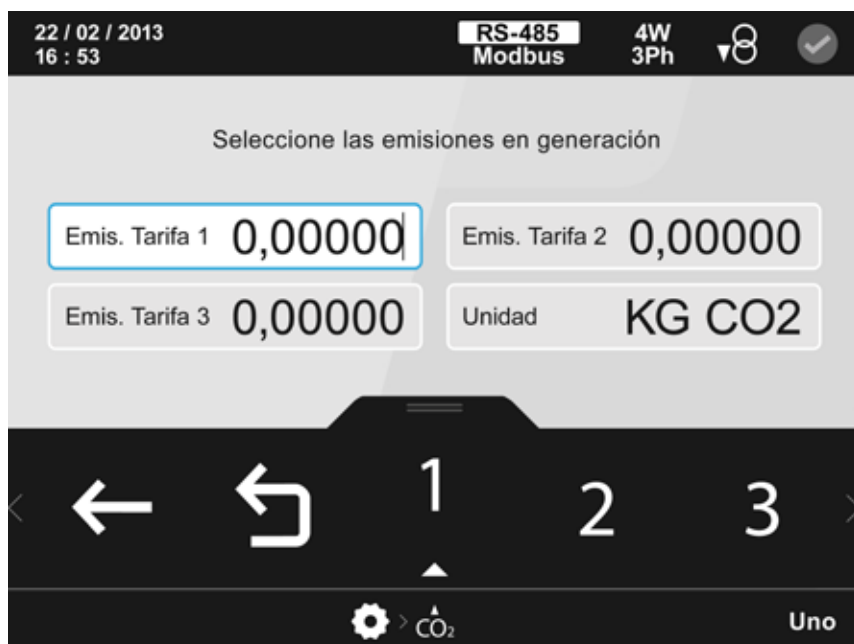 22 / 02 / 2013
16 : 53
RS-485
Modbus
4W
3Ph
Seleccione las emisiones en generación
Emis. Tarifa 1 0,00000
Emis. Tarifa 2 0,00000
Emis. Tarifa 3 0,00000
Unidad KG CO2
1 2 3
CO₂
Uno